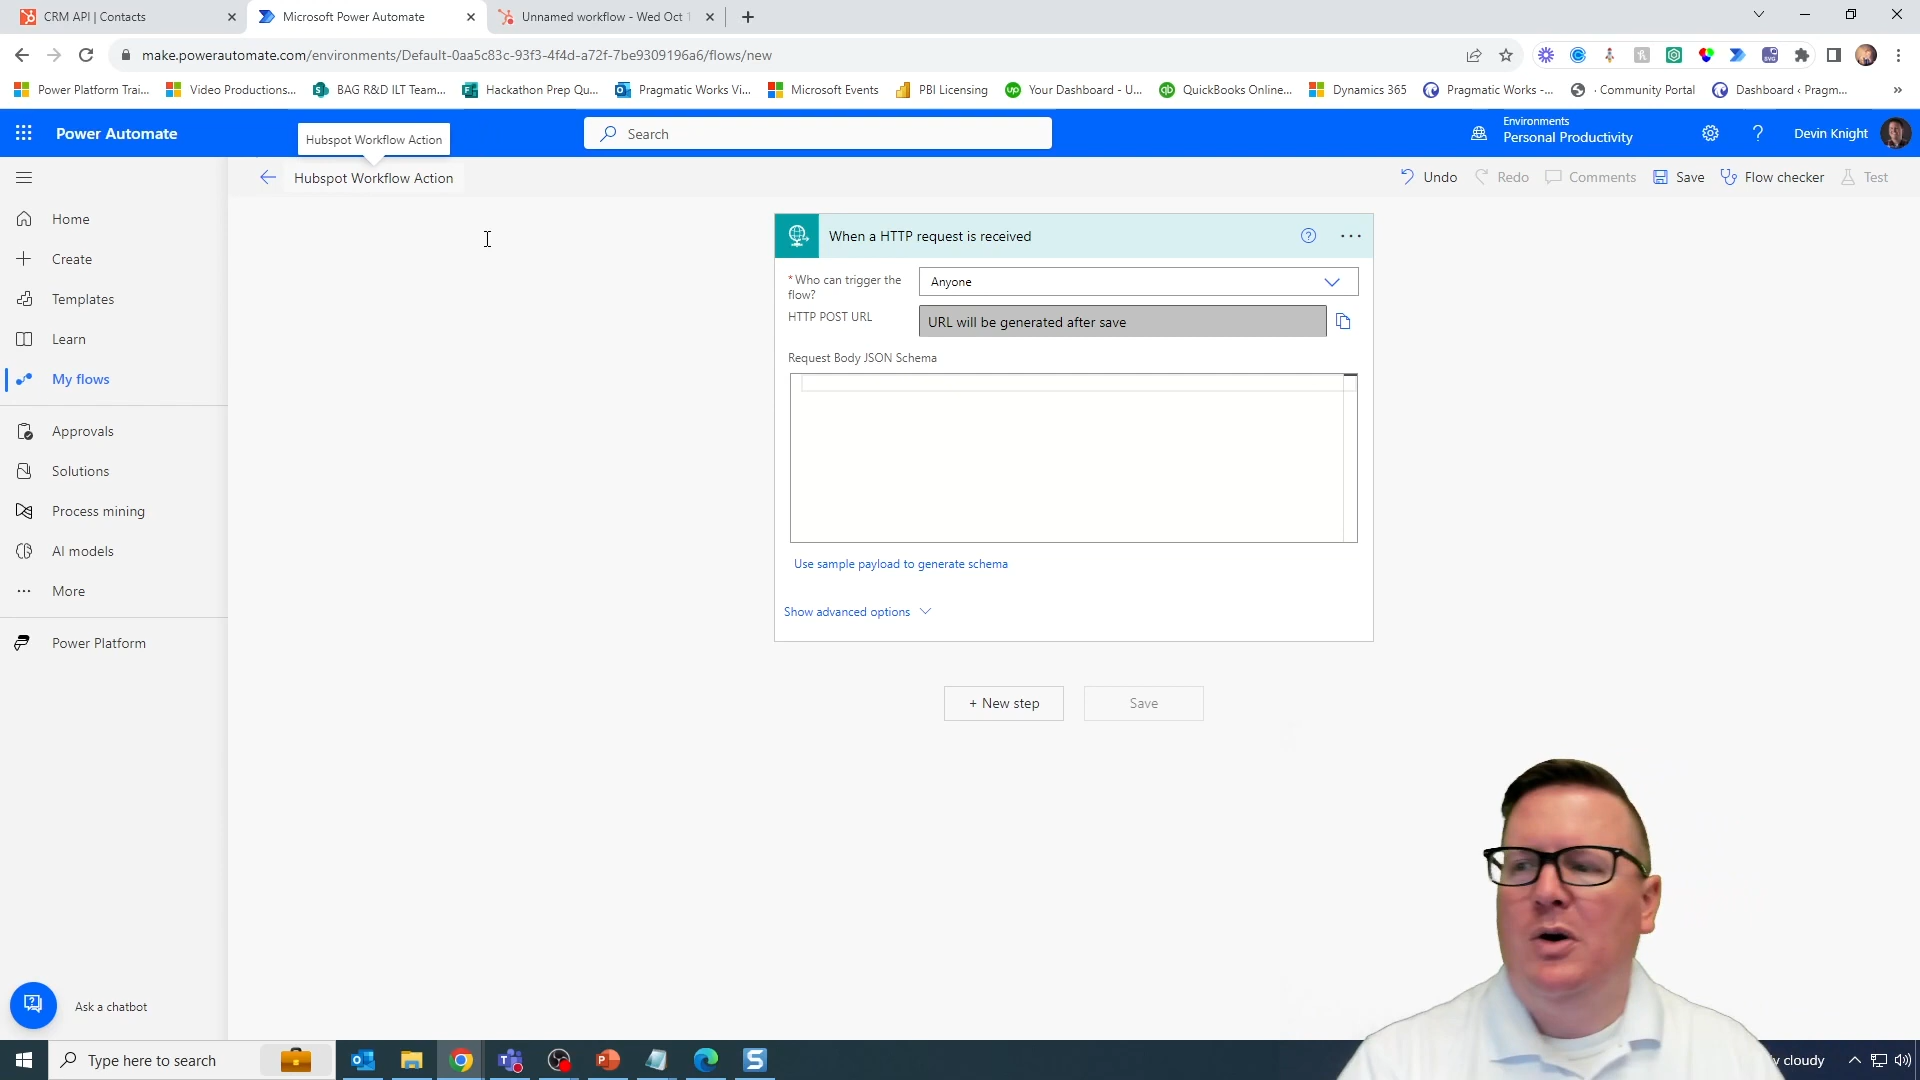 CRM API | Contacts
Microsoft Power Automate
Unnamed workflow - Wed Oct 1
make.powerautomate.com/environments/Default-0aa5c83c-93f3-4f4d-a72f-7be9309196a6/flows/new
Power Platform Trai...
Video Productions...
BAG R&D ILT Team...
Hackathon Prep Qu...
Pragmatic Works Vi...
Microsoft Events
PBI Licensing
Your Dashboard - U...
QuickBooks Online...
Dynamics 365
Pragmatic Works -...
· Community Portal
Dashboard ‹ Pragm...
»
Power Automate
Hubspot Workflow Action
Search
Environments
Personal Productivity
?
Devin Knight
Hubspot Workflow Action
Undo
Redo
Comments
Save
Flow checker
Test
Home
Create
Templates
Learn
My flows
Approvals
Solutions
Process mining
AI models
More
Power Platform
Ask a chatbot
When a HTTP request is received
* Who can trigger the
flow?
Anyone
HTTP POST URL
URL will be generated after save
Request Body JSON Schema
Use sample payload to generate schema
Show advanced options
+ New step
Save
Type here to search
y cloudy